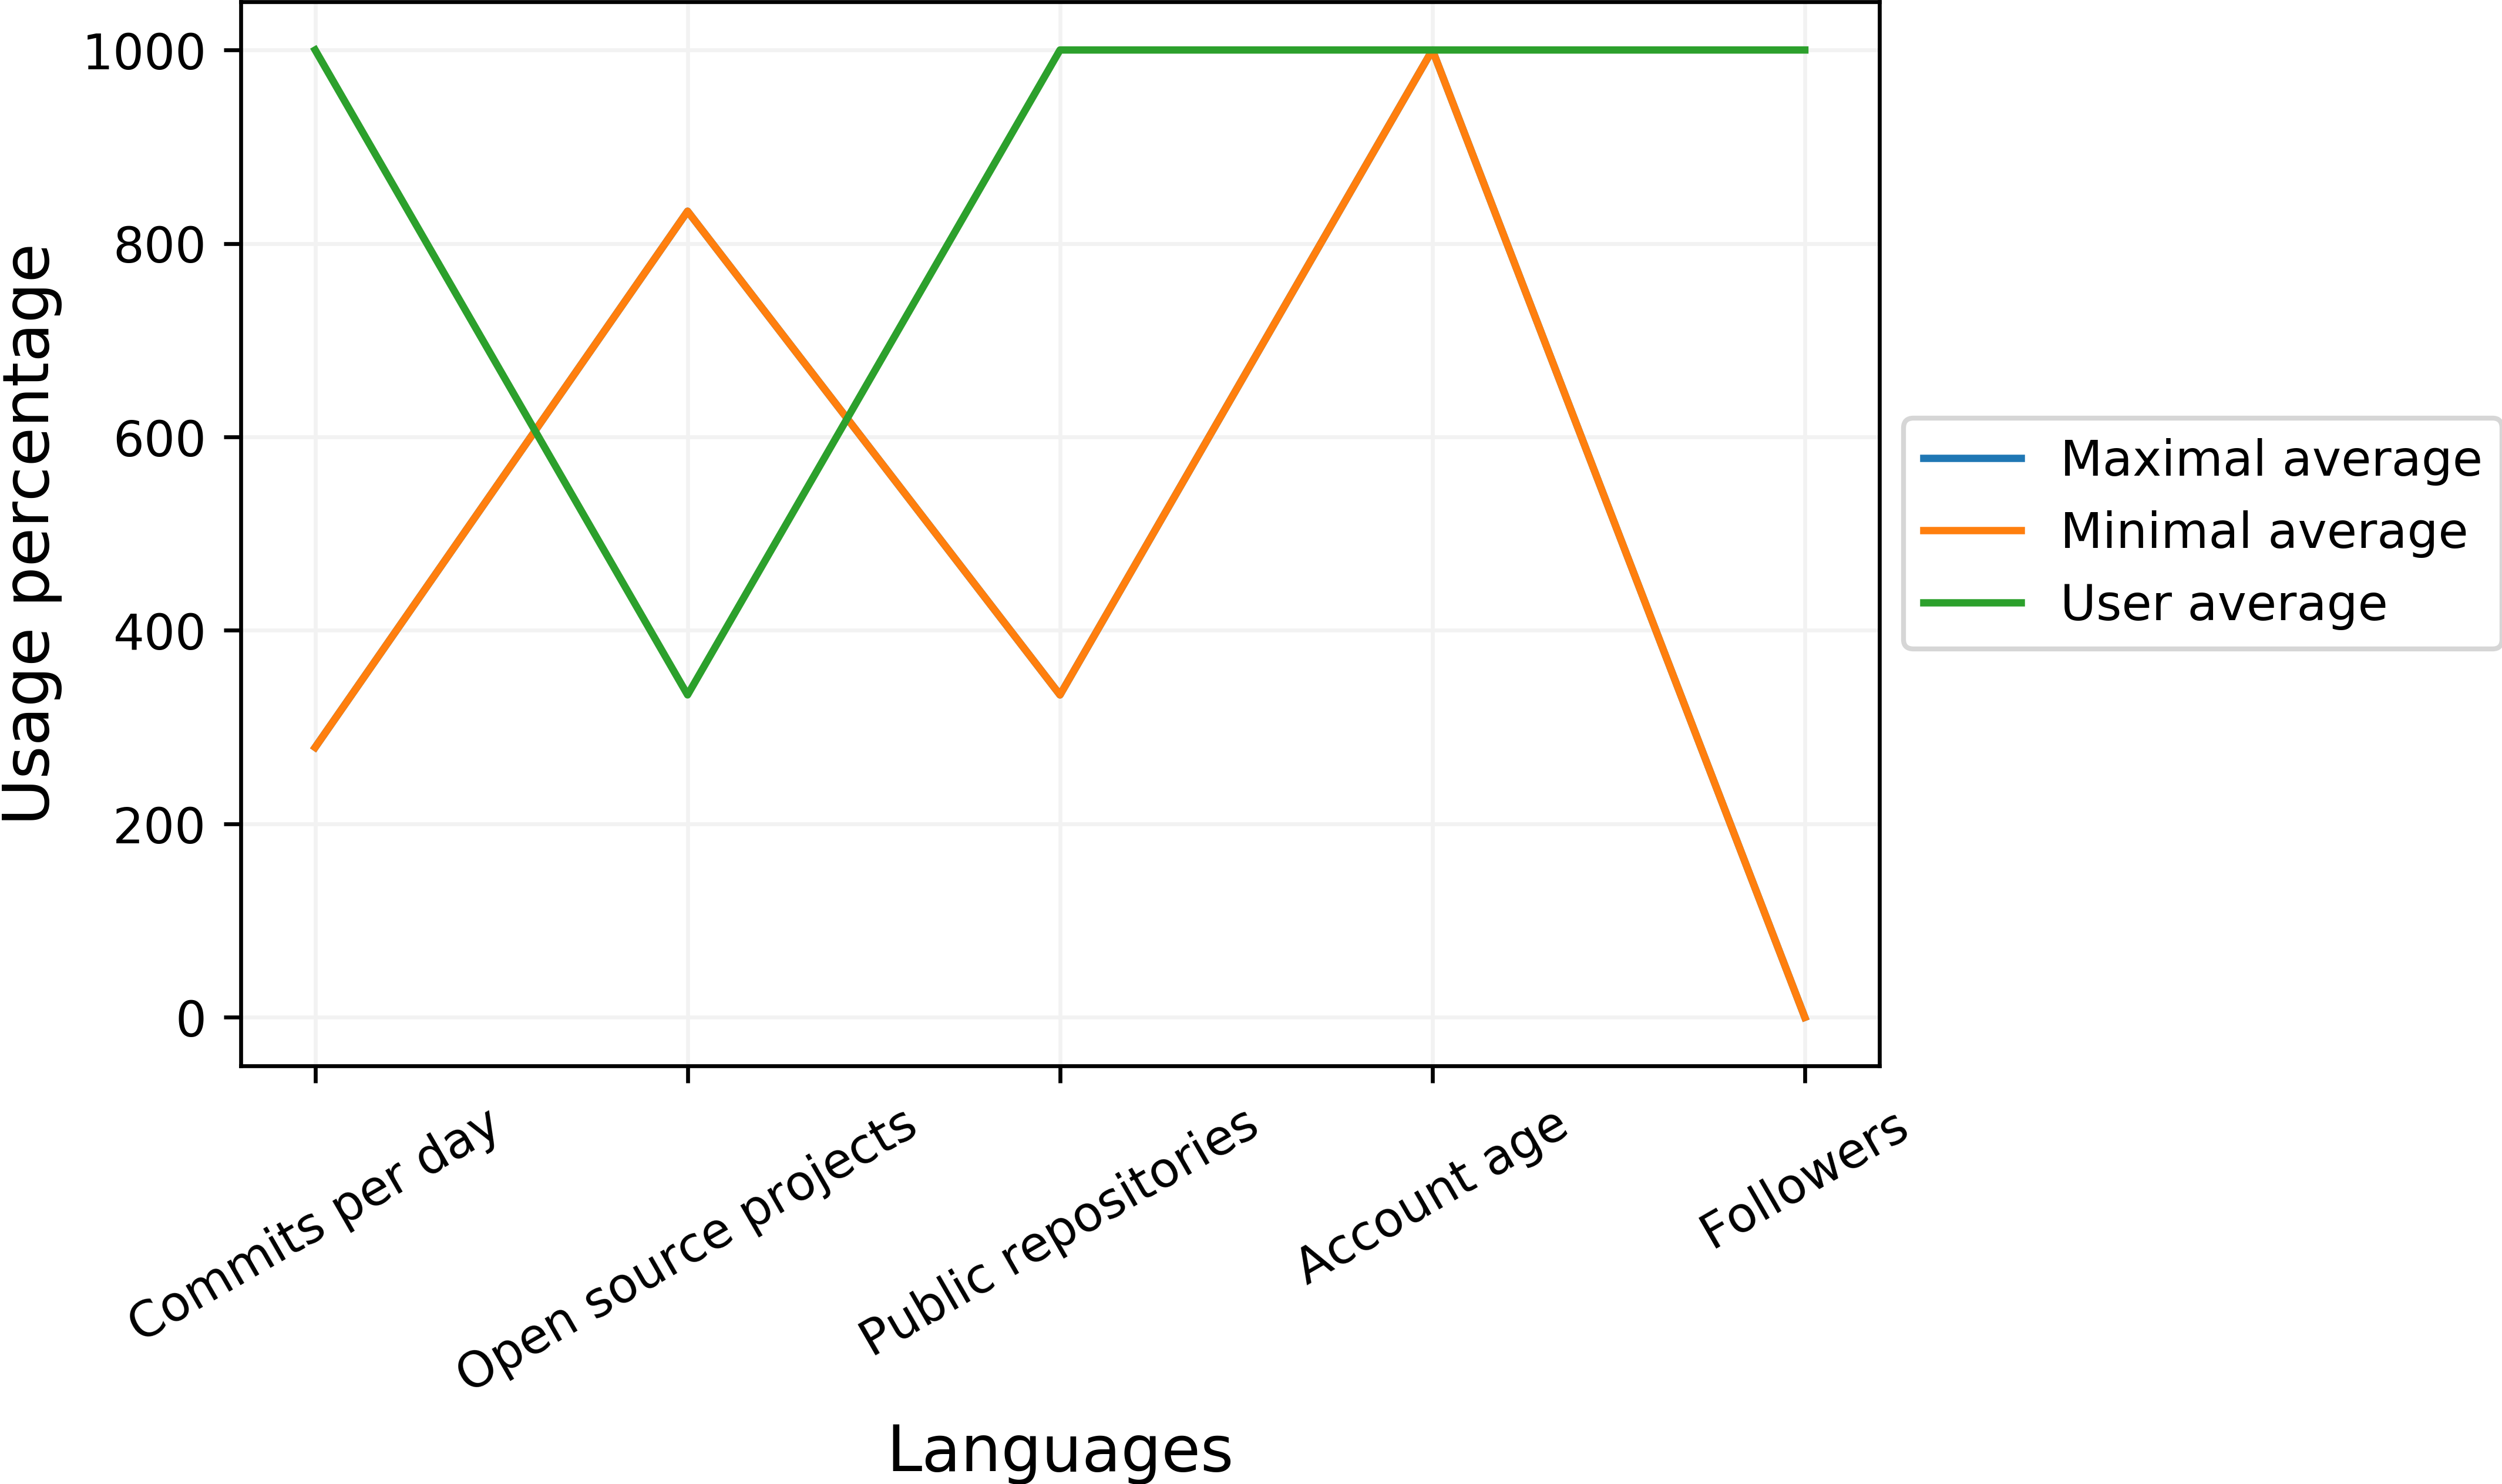 1000
800
600
400
200
0
Usage percentage
Commits per day
Open source projects
Public repositories
Account age
Followers
Languages
Maximal average
Minimal average
User average